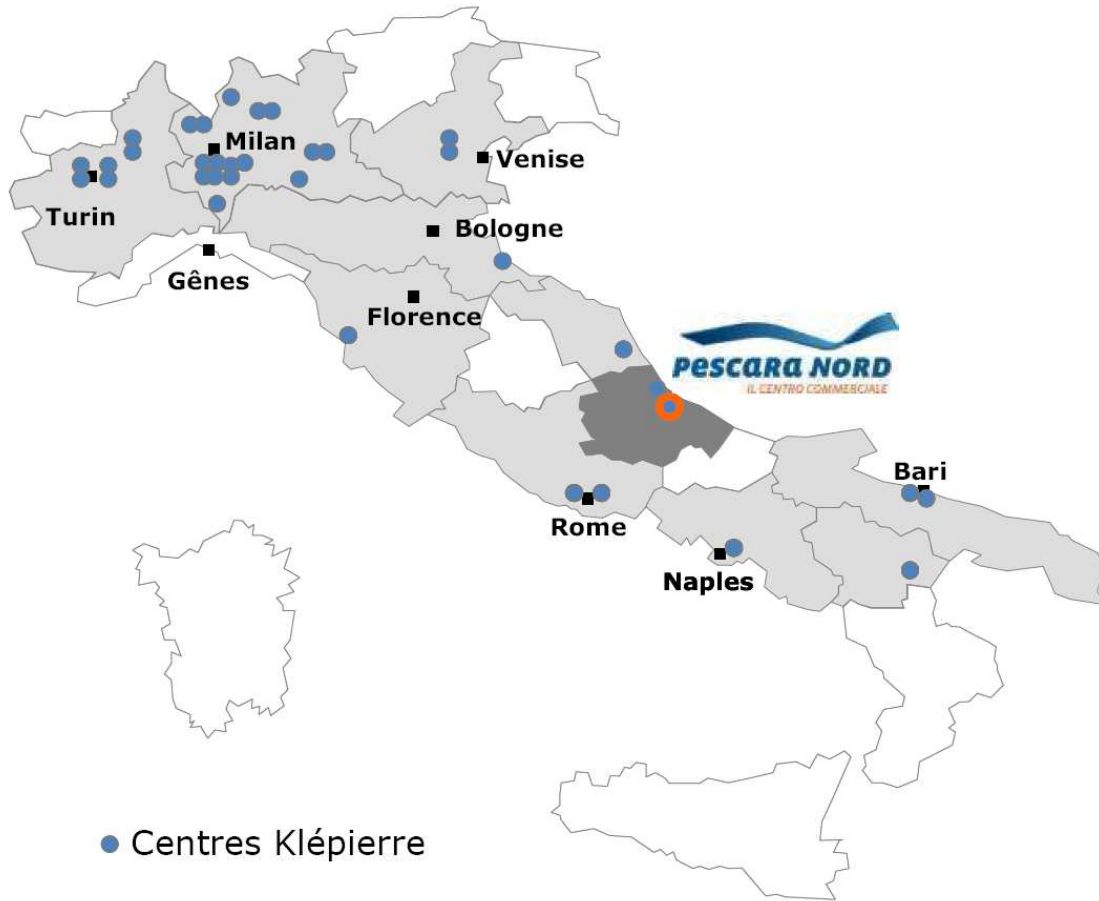 Milan
Venise
Turin
Bologne
Gênes
Florence
PESCARA NORD
IL CENTRO COMMERCIALE
Bari
Rome
Naples
Centres Klépierre